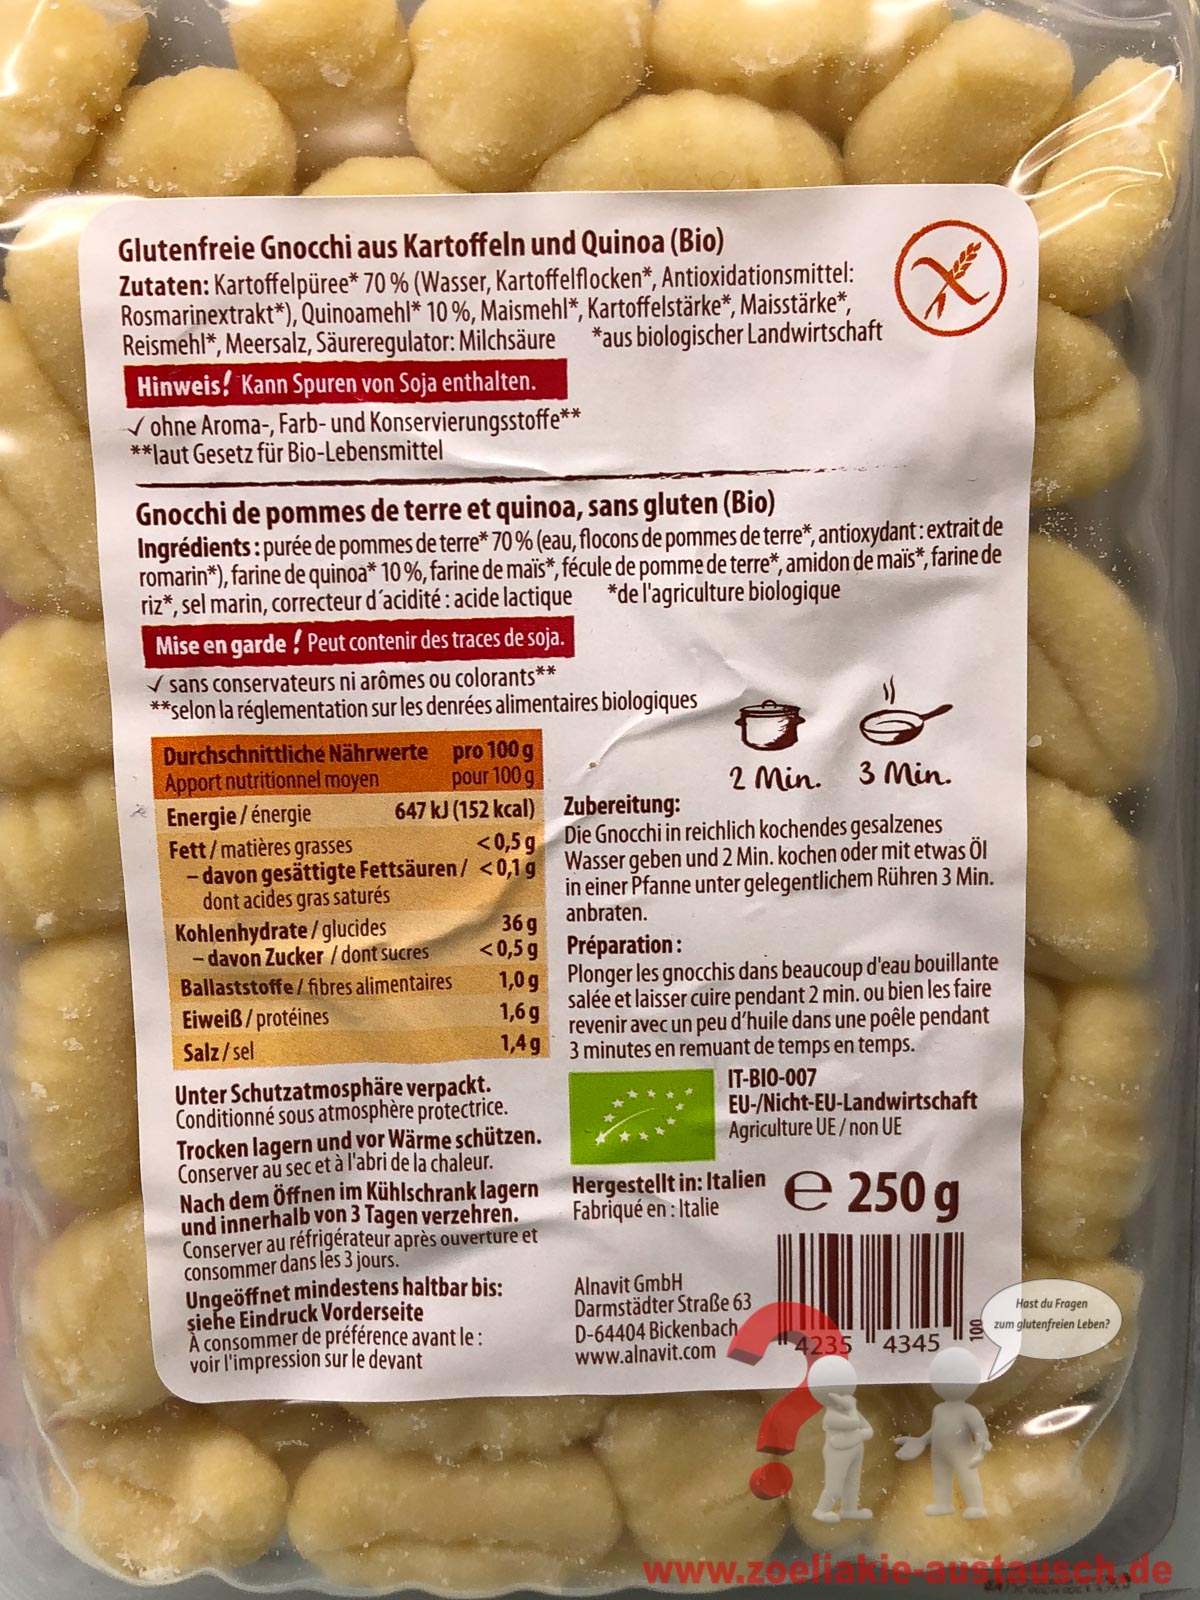 Glutenfreie Gnocchi aus Kartoffeln und Quinoa (Bio)
Zutaten: Kartoffelpüree* 70 % (Wasser, Kartoffelflocken*, Antioxidationsmittel:
Rosmarinextrakt*), Quinoamehl* 10 %, Maismehl*, Kartoffelstärke*, Maisstärke*,
Reismehl*, Meersalz, Säureregulator: Milchsäure *aus biologischer Landwirtschaft
Hinweis! Kann Spuren von Soja enthalten.
✓ ohne Aroma-, Farb- und Konservierungsstoffe**
**laut Gesetz für Bio-Lebensmittel
Gnocchi de pommes de terre et quinoa, sans gluten (Bio)
Ingrédients : purée de pommes de terre* 70 % (eau, flocons de pommes de terre*, antioxydant : extrait de
romarin*), farine de quinoa* 10 %, farine de maïs*, fécule de pomme de terre*, amidon de maïs*, farine de
riz*, sel marin, correcteur d´acidité : acide lactique *de l'agriculture biologique
Mise en garde ! Peut contenir des traces de soja.
✓ sans conservateurs ni arômes ou colorants**
**selon la réglementation sur les denrées alimentaires biologiques
Durchschnittliche Nährwerte pro 100 g
Apport nutritionnel moyen pour 100 g
Energie / énergie 647 kJ (152 kcal)
Fett / matières grasses <0,5 g
– davon gesättigte Fettsäuren / <0,1 g
dont acides gras saturés
Kohlenhydrate / glucides 36 g
– davon Zucker / dont sucres <0,5 g
Ballaststoffe / fibres alimentaires 1,0 g
Eiweiß / protéines 1,6 g
Salz / sel 1,4 g
2 Min. 3 Min.
Zubereitung:
Die Gnocchi in reichlich kochendes gesalzenes
Wasser geben und 2 Min. kochen oder mit etwas Öl
in einer Pfanne unter gelegentlichem Rühren 3 Min.
anbraten.
Préparation :
Plonger les gnocchis dans beaucoup d'eau bouillante
salée et laisser cuire pendant 2 min. ou bien les faire
revenir avec un peu d'huile dans une poêle pendant
3 minutes en remuant de temps en temps.
Unter Schutzatmosphäre verpackt.
Conditionné sous atmosphère protectrice.
Trocken lagern und vor Wärme schützen.
Conserver au sec et à l'abri de la chaleur.
Nach dem Öffnen im Kühlschrank lagern
und innerhalb von 3 Tagen verzehren.
Conserver au réfrigérateur après ouverture et
consommer dans les 3 jours.
Ungeöffnet mindestens haltbar bis:
siehe Eindruck Vorderseite
À consommer de préférence avant le :
voir l'impression sur le devant
IT-BIO-007
EU-/Nicht-EU-Landwirtschaft
Agriculture UE / non UE
Hergestellt in: Italien
Fabriqué en : Italie
e 250 g
Alnavit GmbH
Darmstädter Straße 63
D-64404 Bickenbach
www.alnavit.com
4235 4345
100
Hast du Fragen
zum glutenfreien Leben?
www.zoeliakie-austausch.de